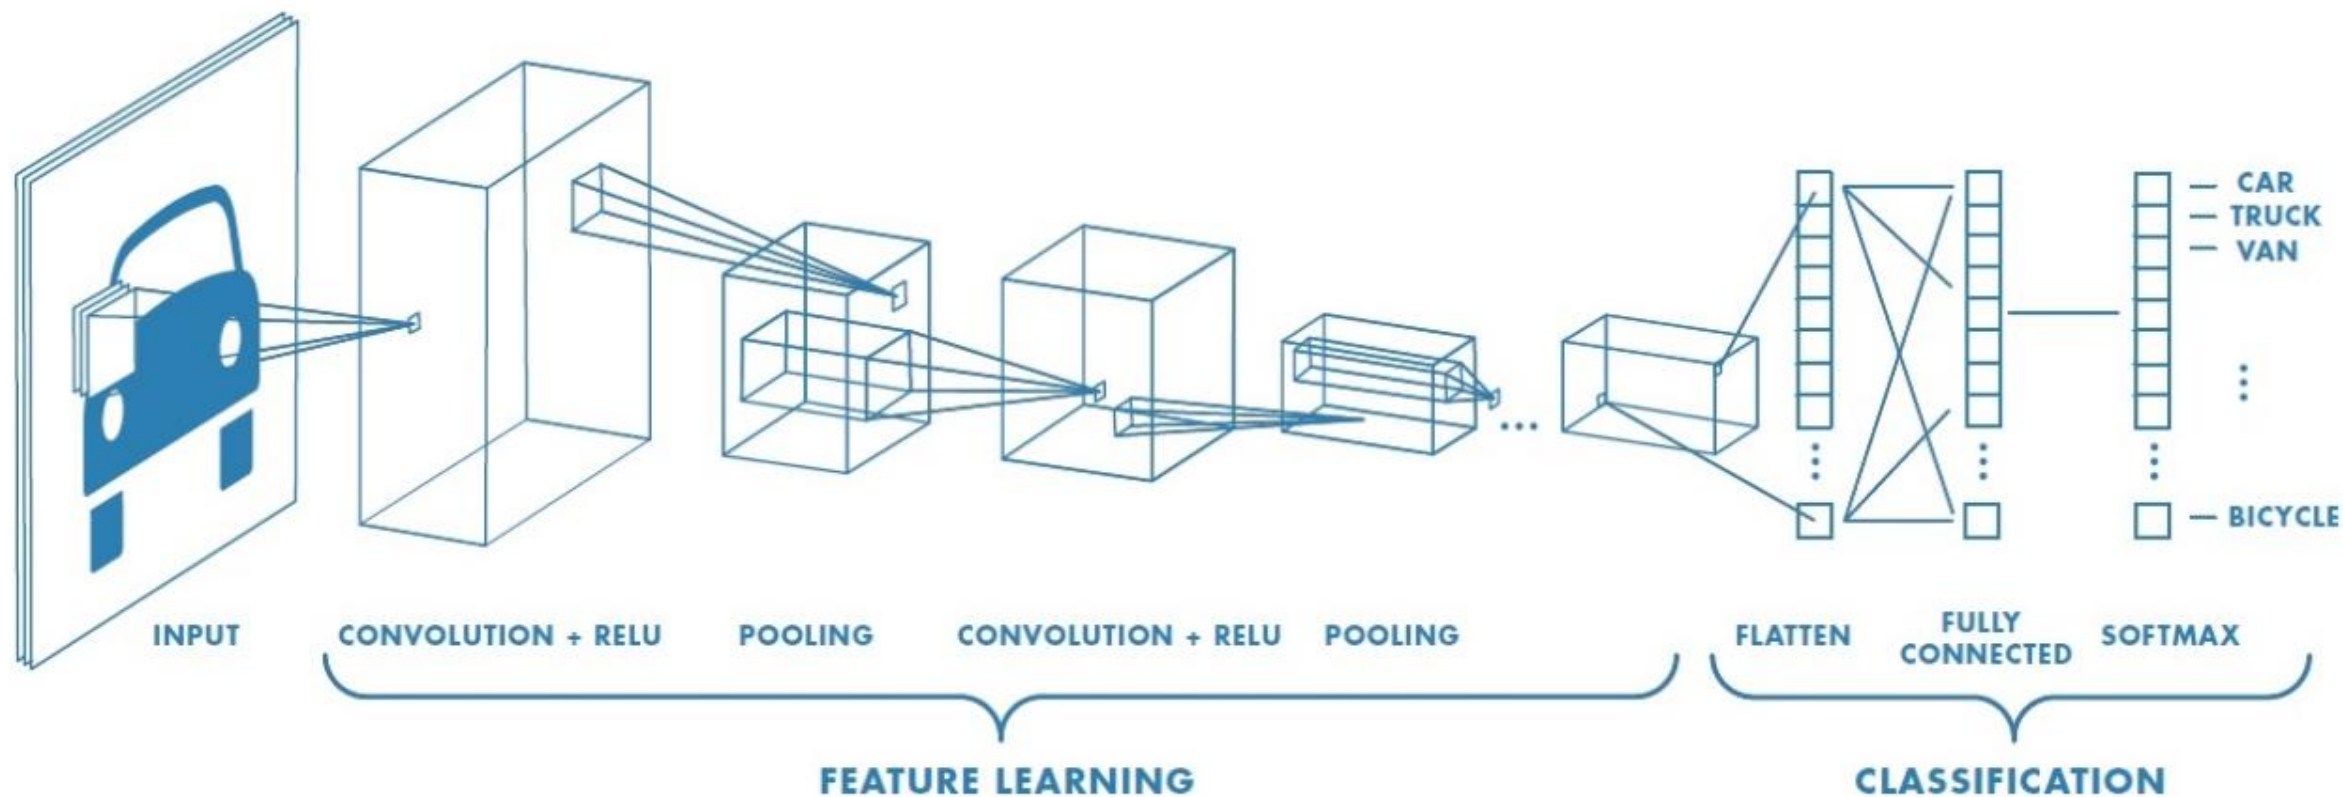 CAR
TRUCK
VAN
BICYCLE
INPUT
CONVOLUTION + RELU
POOLING
CONVOLUTION + RELU
POOLING
FLATTEN
FULLY
CONNECTED
SOFTMAX
FEATURE LEARNING
CLASSIFICATION